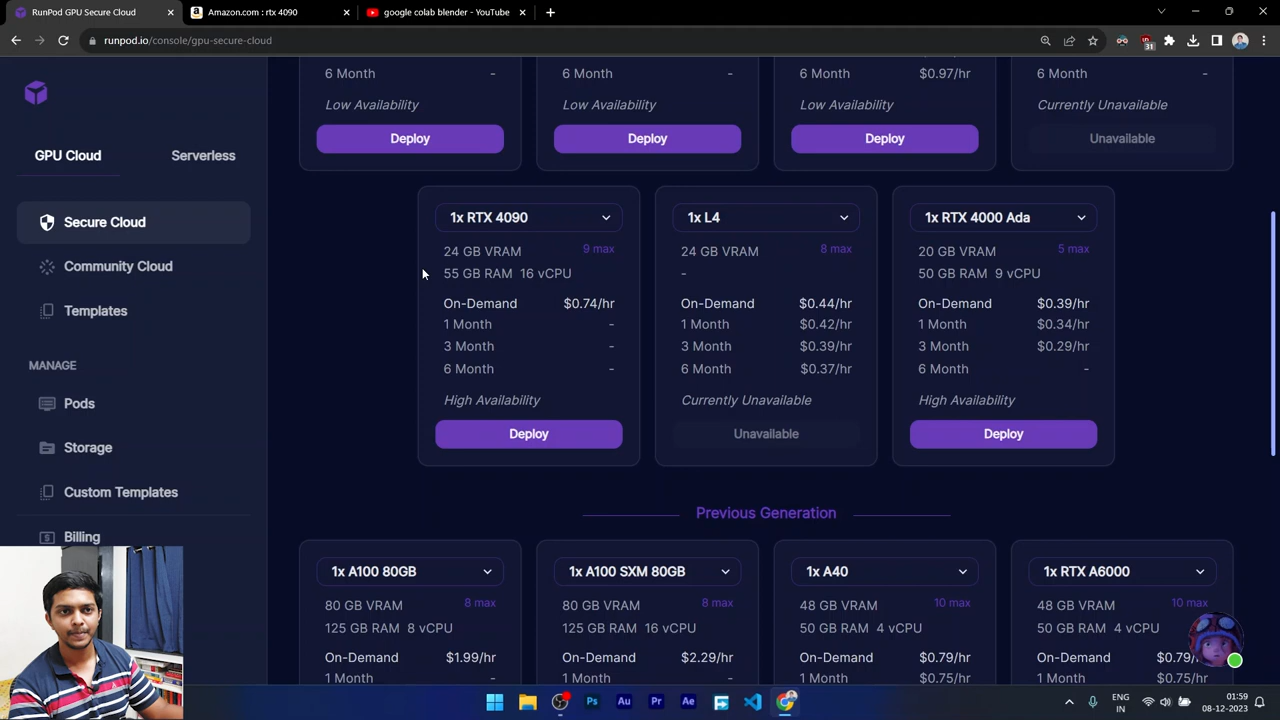 RunPod GPU Secure Cloud
Amazon.com : rtx 4090
google colab blender - YouTube
runpod.io/console/gpu-secure-cloud
31
GPU Cloud
Serverless
Secure Cloud
Community Cloud
Templates
MANAGE
Pods
Storage
Custom Templates
Billing
6 Month -
Low Availability
Deploy
6 Month -
Low Availability
Deploy
6 Month $0.97/hr
Low Availability
Deploy
6 Month -
Currently Unavailable
Unavailable
1x RTX 4090
24 GB VRAM 9 max
55 GB RAM 16 vCPU
On-Demand $0.74/hr
1 Month -
3 Month -
6 Month -
High Availability
Deploy
1x L4
24 GB VRAM 8 max
-
On-Demand $0.44/hr
1 Month $0.42/hr
3 Month $0.39/hr
6 Month $0.37/hr
Currently Unavailable
Unavailable
1x RTX 4000 Ada
20 GB VRAM 5 max
50 GB RAM 9 vCPU
On-Demand $0.39/hr
1 Month $0.34/hr
3 Month $0.29/hr
6 Month -
High Availability
Deploy
Previous Generation
1x A100 80GB
80 GB VRAM 8 max
125 GB RAM 8 vCPU
On-Demand $1.99/hr
1 Month -
1x A100 SXM 80GB
80 GB VRAM 8 max
125 GB RAM 16 vCPU
On-Demand $2.29/hr
1 Month -
1x A40
48 GB VRAM 10 max
50 GB RAM 4 vCPU
On-Demand $0.79/hr
1 Month $0.75/hr
1x RTX A6000
48 GB VRAM 10 max
50 GB RAM 4 vCPU
On-Demand $0.79/
1 Month $0.75/hr
Ps
Au
Pr
Ae
ENG
IN
01:59
08-12-2023